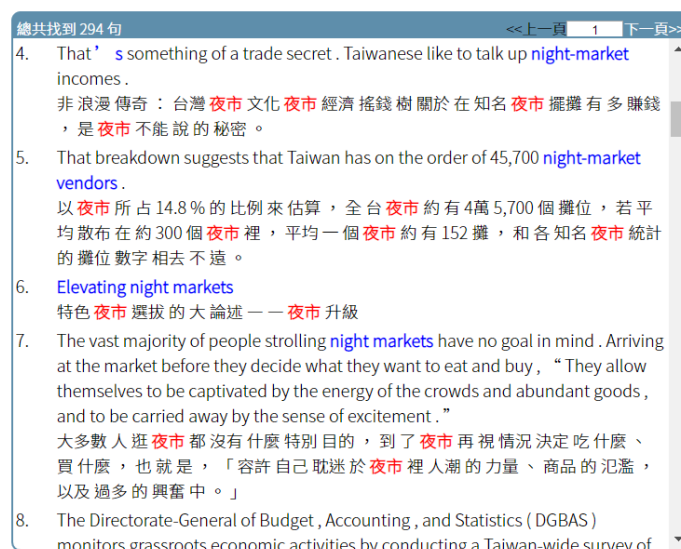 總共找到 294 句 <<上一頁 1 下一頁>>
4. That’s something of a trade secret . Taiwanese like to talk up night-market
incomes .
非 浪漫 傳奇 ： 台灣 夜市 文化 夜市 經濟 搖錢 樹 關於 在 知名 夜市 擺攤 有 多 賺錢
， 是 夜市 不能 說 的 秘密 。
5. That breakdown suggests that Taiwan has on the order of 45,700 night-market
vendors .
以 夜市 所 占 14.8 % 的 比例 來 估算 ， 全 台 夜市 約 有 4萬 5,700 個 攤位 ， 若 平
均 散布 在 約 300 個 夜市 裡 ， 平均 一 個 夜市 約 有 152 攤 ， 和 各 知名 夜市 統計
的 攤位 數字 相去 不 遠 。
6. Elevating night markets
特色 夜市 選拔 的 大 論述 — — 夜市 升級
7. The vast majority of people strolling night markets have no goal in mind . Arriving
at the market before they decide what they want to eat and buy , “ They allow
themselves to be captivated by the energy of the crowds and abundant goods ,
and to be carried away by the sense of excitement . ”
大多數 人 逛 夜市 都 沒有 什麼 特別 目的 ， 到 了 夜市 再 視 情況 決定 吃 什麼 、
買 什麼 ， 也 就 是 ， 「 容許 自己 耽迷 於 夜市 裡 人潮 的 力量 、 商品 的 氾濫 ，
以及 過多 的 興奮 中 。 」
8. The Directorate-General of Budget , Accounting , and Statistics ( DGBAS )
monitors grassroots economic activities by conducting a Taiwan-wide survey of